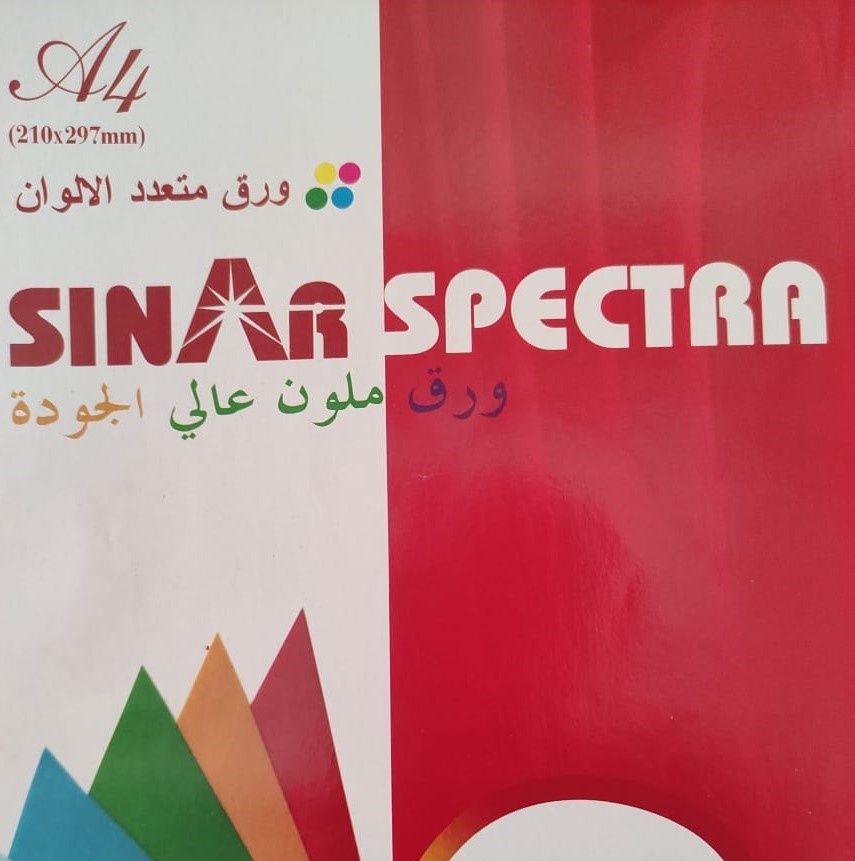 A4
(210x297mm)
ورق متعدد الالوان
SINAR SPECTRA
ورق ملون عالي الجودة